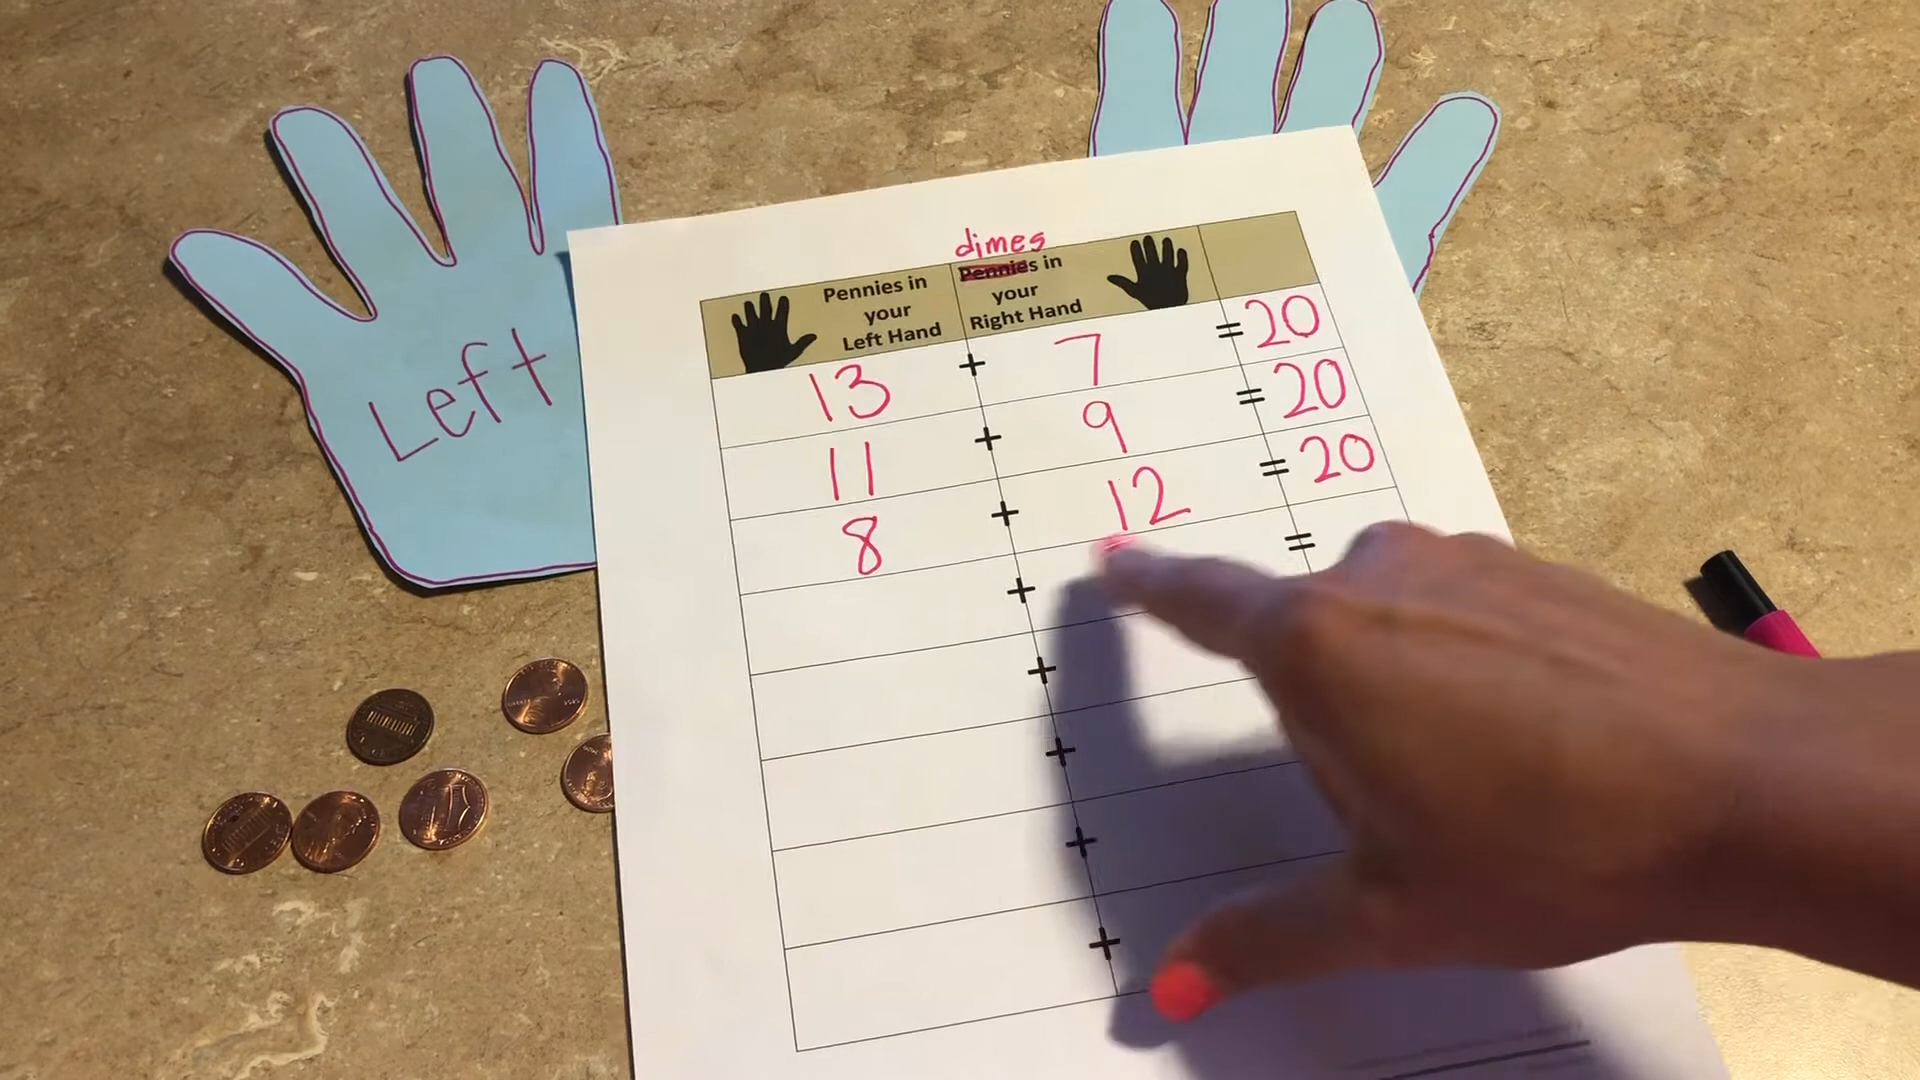 Left
dimes
Pennies in
your
Left Hand
Pennies in
your
Right Hand
13 + 7 = 20
11 + 9 = 20
8 + 12 = 20
+ =
+
+
+
+